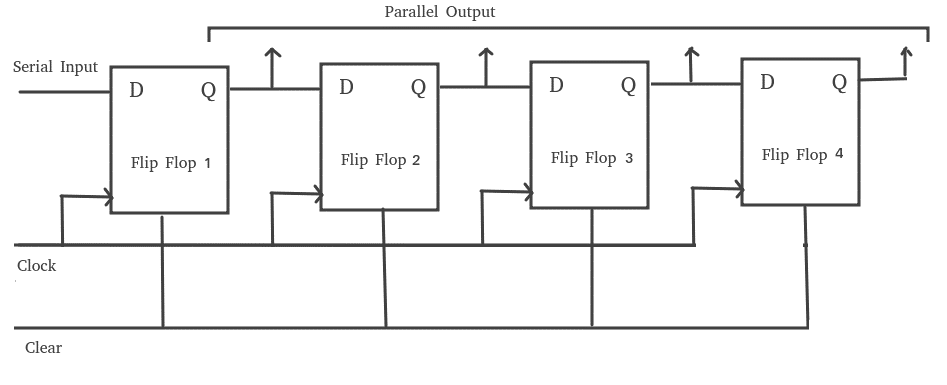 Parallel Output
Serial Input
D Q
D Q
D Q
D Q
Flip Flop 1
Flip Flop 2
Flip Flop 3
Flip Flop 4
Clock
Clear